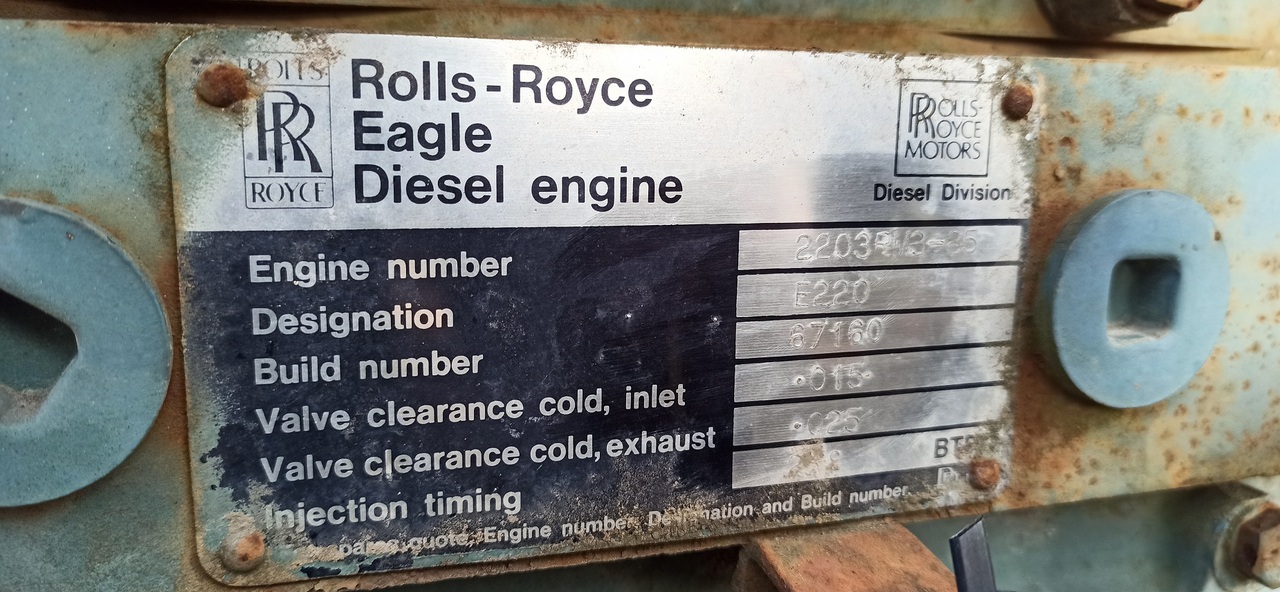 ROLLS
RR
ROYCE
Rolls-Royce
Eagle
Diesel engine
ROLLS-
ROYCE
MOTORS
Diesel Division
Engine number
Designation E220
Build number 67160
Valve clearance cold, inlet .015"
Valve clearance cold, exhaust .025"
Injection timing
quote, Engine number, Designation and Build number.